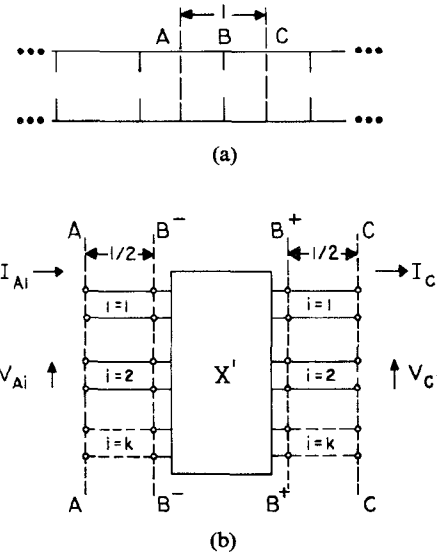 l
A B C
••• •••
••• •••
(a)
A B⁻ B⁺ C
l/2 l/2
I_Ai I_C
i=1 i=1
V_Ai i=2 X' i=2 V_C
i=k i=k
A B⁻ B⁺ C
(b)